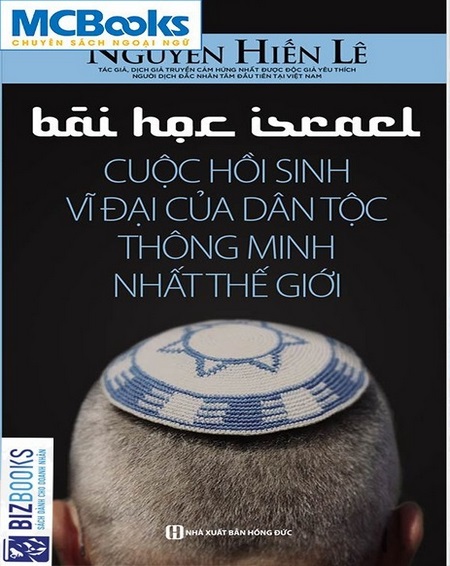 MCBooks
CHUYÊN SÁCH NGOẠI NGỮ
NGUYỄN HIẾN LÊ
TÁC GIẢ, DỊCH GIẢ TRUYỀN CẢM HỨNG NHẤT ĐƯỢC ĐỘC GIẢ YÊU THÍCH
NGƯỜI DỊCH ĐẮC NHÂN TÂM ĐẦU TIÊN TẠI VIỆT NAM
bài học israel
CUỘC HỒI SINH
VĨ ĐẠI CỦA DÂN TỘC
THÔNG MINH
NHẤT THẾ GIỚI
BIZBOOKS
SÁCH DÀNH CHO DOANH NHÂN
NHÀ XUẤT BẢN HỒNG ĐỨC